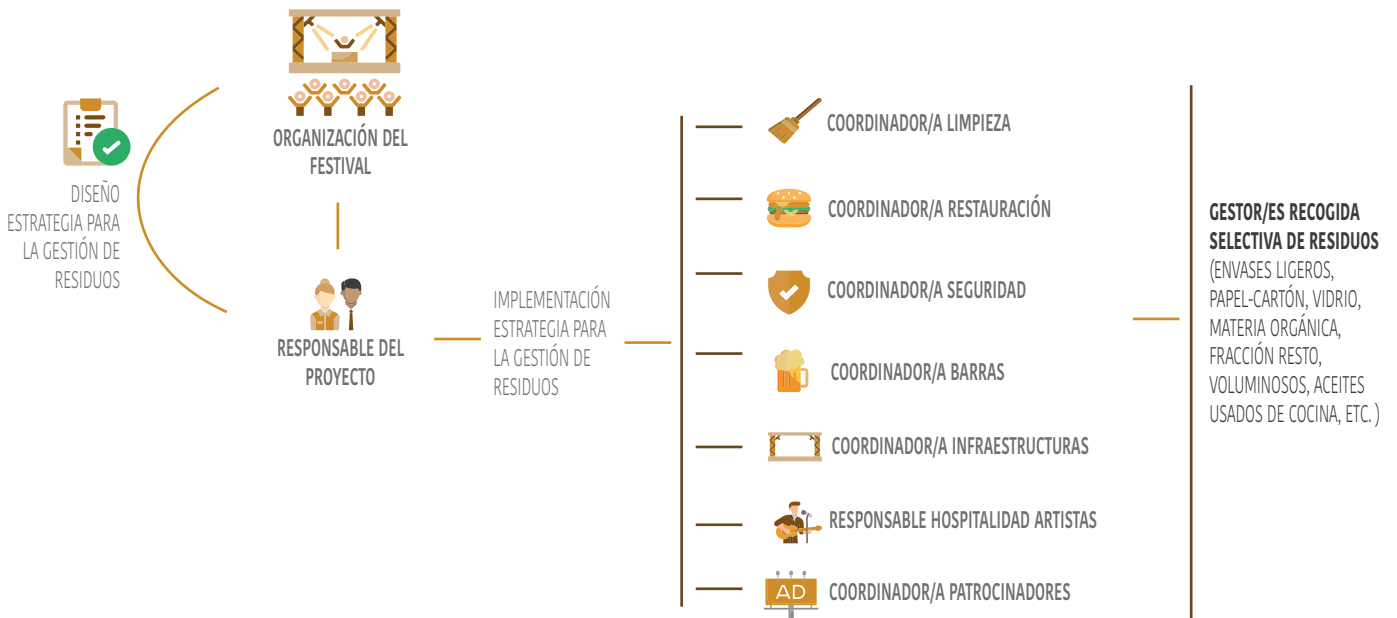 ORGANIZACIÓN DEL
FESTIVAL
DISEÑO
ESTRATEGIA PARA
LA GESTIÓN DE
RESIDUOS
RESPONSABLE DEL
PROYECTO
IMPLEMENTACIÓN
ESTRATEGIA PARA
LA GESTIÓN DE
RESIDUOS
COORDINADOR/A LIMPIEZA
COORDINADOR/A RESTAURACIÓN
COORDINADOR/A SEGURIDAD
COORDINADOR/A BARRAS
COORDINADOR/A INFRAESTRUCTURAS
RESPONSABLE HOSPITALIDAD ARTISTAS
AD
COORDINADOR/A PATROCINADORES
GESTOR/ES RECOGIDA
SELECTIVA DE RESIDUOS
(ENVASES LIGEROS,
PAPEL-CARTÓN, VIDRIO,
MATERIA ORGÁNICA,
FRACCIÓN RESTO,
VOLUMINOSOS, ACEITES
USADOS DE COCINA, ETC. )